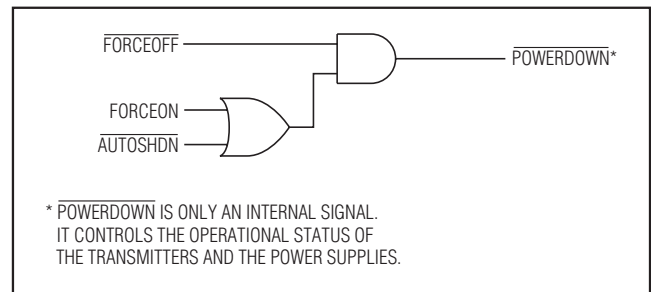 FORCEOFF
POWERDOWN*
FORCEON
AUTOSHDN
* POWERDOWN IS ONLY AN INTERNAL SIGNAL.
IT CONTROLS THE OPERATIONAL STATUS OF
THE TRANSMITTERS AND THE POWER SUPPLIES.